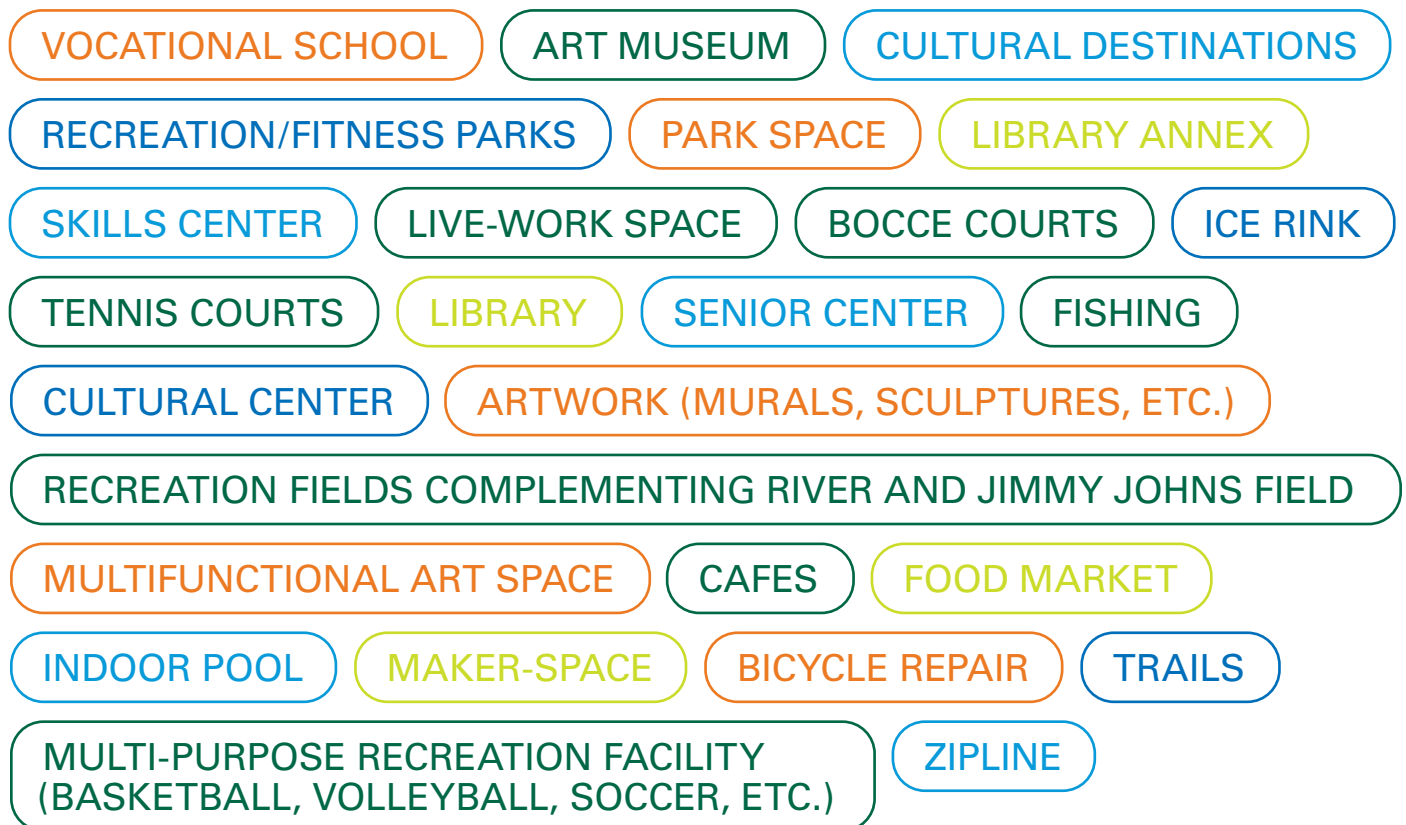 VOCATIONAL SCHOOL ART MUSEUM CULTURAL DESTINATIONS
RECREATION/FITNESS PARKS PARK SPACE LIBRARY ANNEX
SKILLS CENTER LIVE-WORK SPACE BOCCE COURTS ICE RINK
TENNIS COURTS LIBRARY SENIOR CENTER FISHING
CULTURAL CENTER ARTWORK (MURALS, SCULPTURES, ETC.)
RECREATION FIELDS COMPLEMENTING RIVER AND JIMMY JOHNS FIELD
MULTIFUNCTIONAL ART SPACE CAFES FOOD MARKET
INDOOR POOL MAKER-SPACE BICYCLE REPAIR TRAILS
MULTI-PURPOSE RECREATION FACILITY
(BASKETBALL, VOLLEYBALL, SOCCER, ETC.)
ZIPLINE